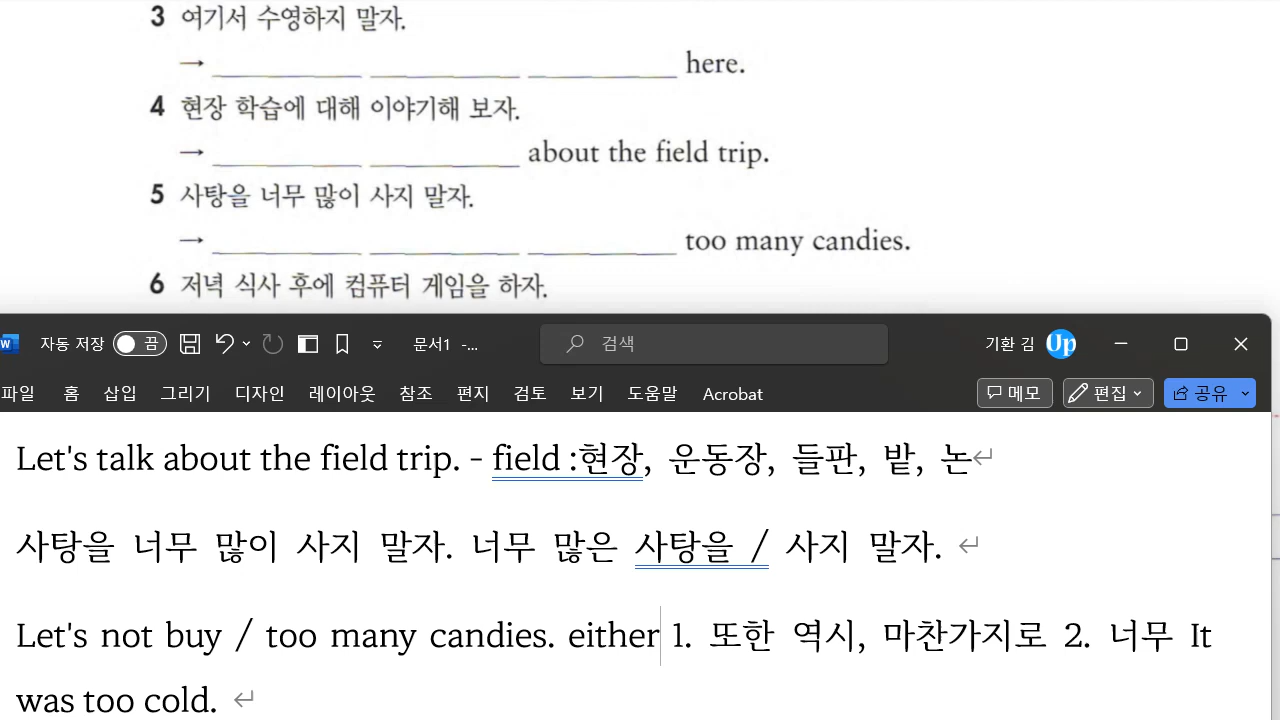 3 여기서 수영하지 말자.
→ ________ ________ ________ here.
4 현장 학습에 대해 이야기해 보자.
→ ________ ________ about the field trip.
5 사탕을 너무 많이 사지 말자.
→ ________ ________ ________ too many candies.
6 저녁 식사 후에 컴퓨터 게임을 하자.
W 자동 저장 끔 문서1 -... 검색 기환 김 Up
파일 홈 삽입 그리기 디자인 레이아웃 참조 편지 검토 보기 도움말 Acrobat 메모 편집 공유
Let's talk about the field trip. - field :현장, 운동장, 들판, 밭, 논
사탕을 너무 많이 사지 말자. 너무 많은 사탕을 / 사지 말자.
Let's not buy / too many candies. either 1. 또한 역시, 마찬가지로 2. 너무 It
was too cold.